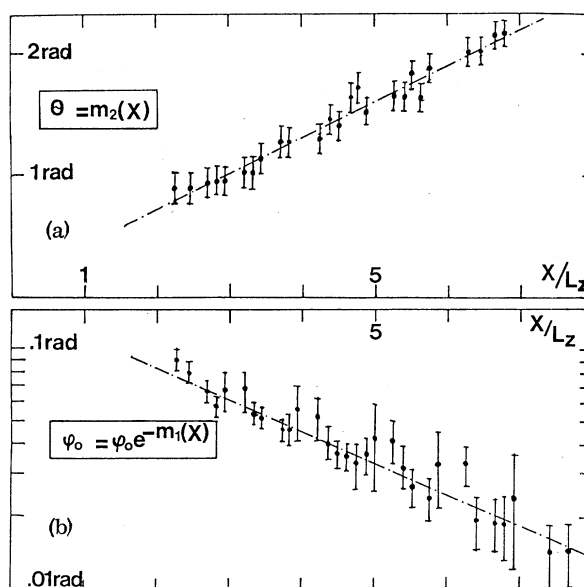 2rad
θ = m₂(X)
1rad
(a)
1
5
X/Lz
5
X/Lz
.1rad
φₒ = φₒe^-m₁(X)
(b)
.01rad